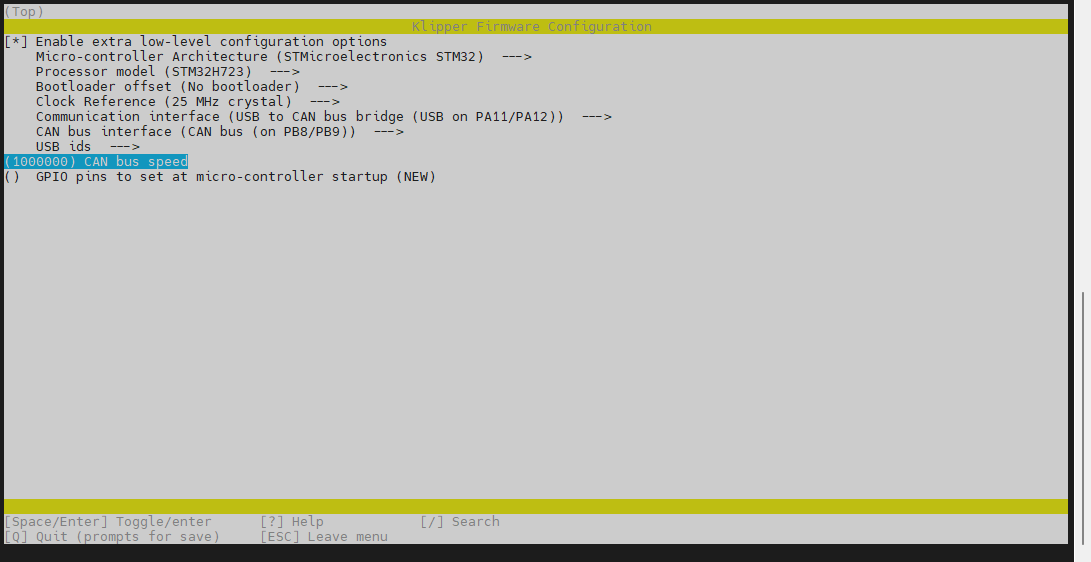 (Top)
Klipper Firmware Configuration
[*] Enable extra low-level configuration options
Micro-controller Architecture (STMicroelectronics STM32)  --->
Processor model (STM32H723)  --->
Bootloader offset (No bootloader)  --->
Clock Reference (25 MHz crystal)  --->
Communication interface (USB to CAN bus bridge (USB on PA11/PA12))  --->
CAN bus interface (CAN bus (on PB8/PB9))  --->
USB ids  --->
(1000000) CAN bus speed
()  GPIO pins to set at micro-controller startup (NEW)
[Space/Enter] Toggle/enter      [?] Help            [/] Search
[Q] Quit (prompts for save)     [ESC] Leave menu